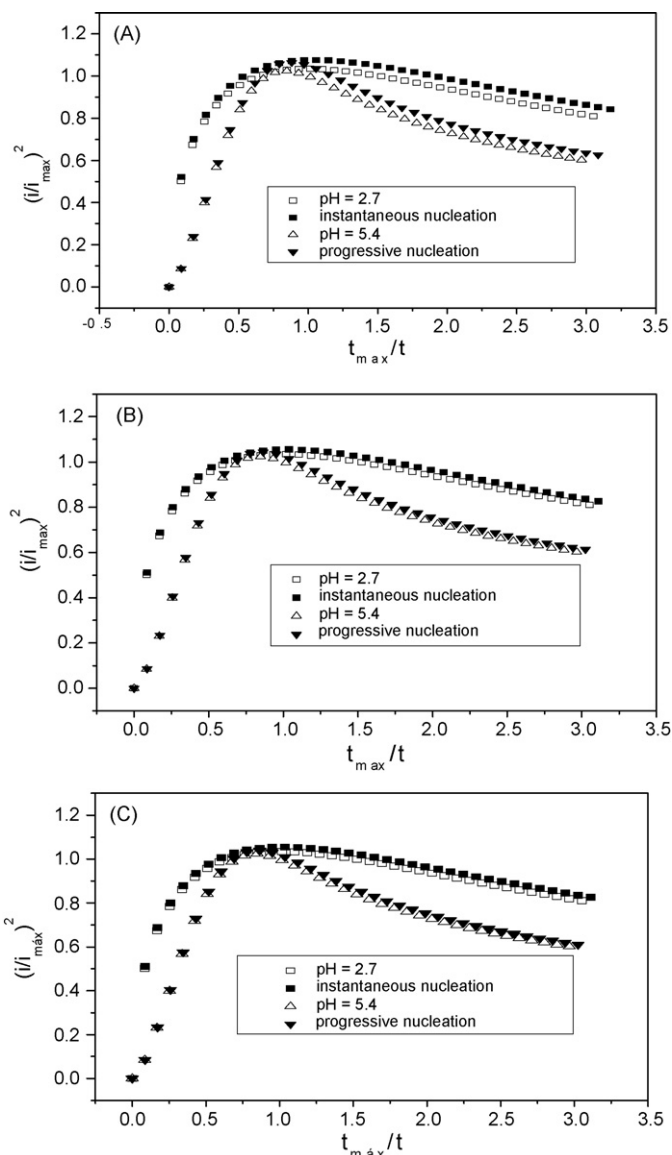 (A)
1.2
1.0
0.8
0.6
0.4
0.2
0.0
(i/i_max)²
pH = 2.7
instantaneous nucleation
pH = 5.4
progressive nucleation
-0.5 0.0 0.5 1.0 1.5 2.0 2.5 3.0 3.5
t_max/t
(B)
1.2
1.0
0.8
0.6
0.4
0.2
0.0
(i/i_max)²
pH = 2.7
instantaneous nucleation
pH = 5.4
progressive nucleation
0.0 0.5 1.0 1.5 2.0 2.5 3.0 3.5
t_max/t
(C)
1.2
1.0
0.8
0.6
0.4
0.2
0.0
(i/i_máx)²
pH = 2.7
instantaneous nucleation
pH = 5.4
progressive nucleation
0.0 0.5 1.0 1.5 2.0 2.5 3.0 3.5
t_máx/t